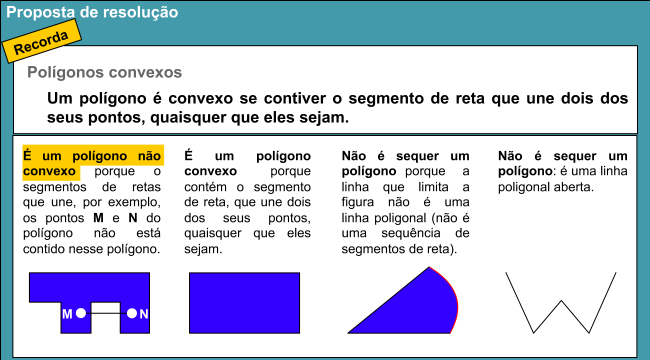 Proposta de resolução
Recorda
Polígonos convexos
Um polígono é convexo se contiver o segmento de reta que une dois dos
seus pontos, quaisquer que eles sejam.
É um polígono não
convexo porque o
segmentos de retas
que une, por exemplo,
os pontos M e N do
polígono não está
contido nesse polígono.
É um polígono
convexo porque
contém o segmento
de reta, que une dois
dos seus pontos,
quaisquer que eles
sejam.
Não é sequer um
polígono porque a
linha que limita a
figura não é uma
linha poligonal (não é
uma sequência de
segmentos de reta).
Não é sequer um
polígono: é uma linha
poligonal aberta.
M N